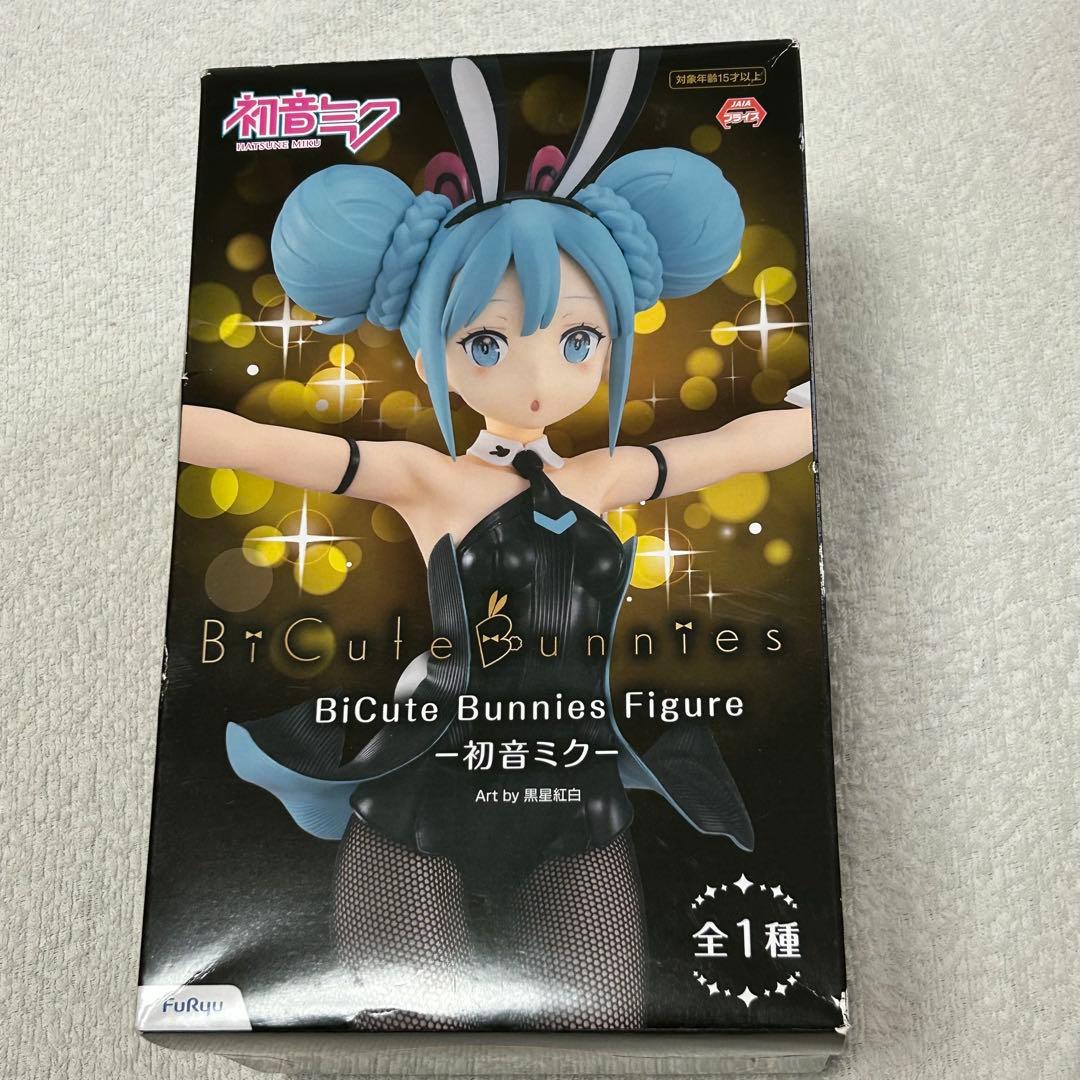 初音ミク
HATSUNE MIKU
対象年齢15才以上
JAIA
プライズ
BiCute Bunnies
BiCute Bunnies Figure
ー初音ミクー
Art by 黒星紅白
全1種
FuRyu